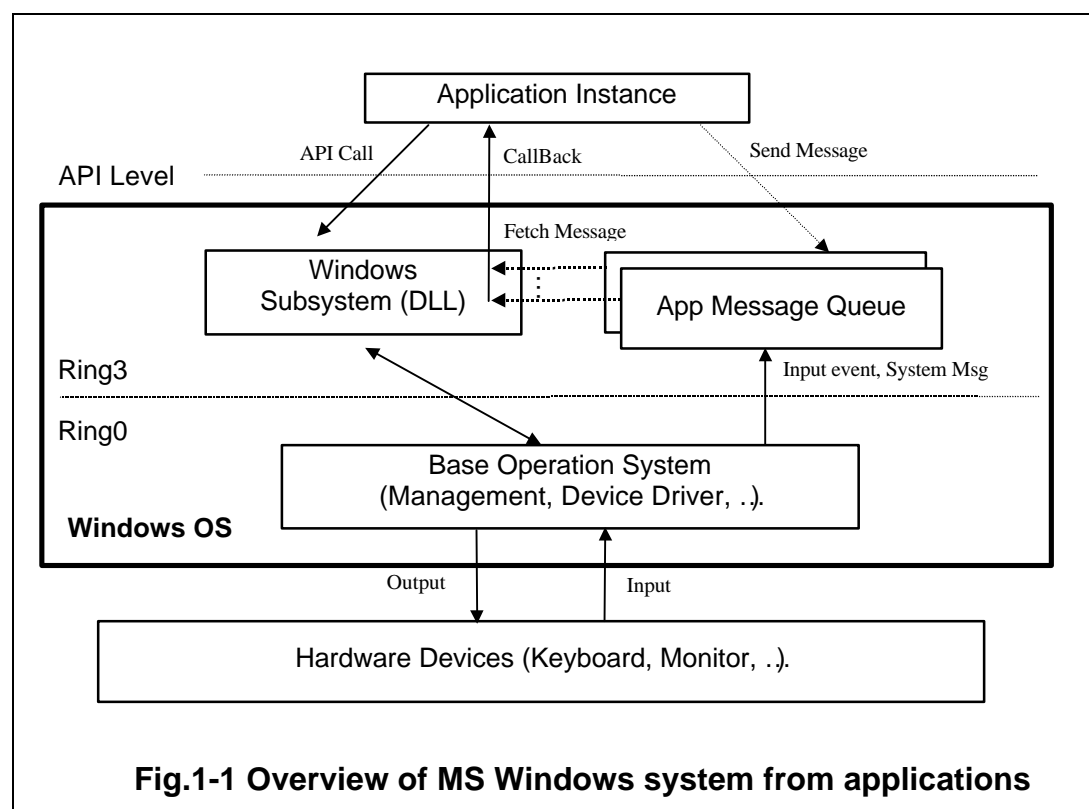 Application Instance
API Call
CallBack
Send Message
API Level
Fetch Message
Windows
Subsystem (DLL)
App Message Queue
Ring3
Input event, System Msg
Ring0
Base Operation System
(Management, Device Driver, ..).
Windows OS
Output
Input
Hardware Devices (Keyboard, Monitor, ..).
Fig.1-1 Overview of MS Windows system from applications